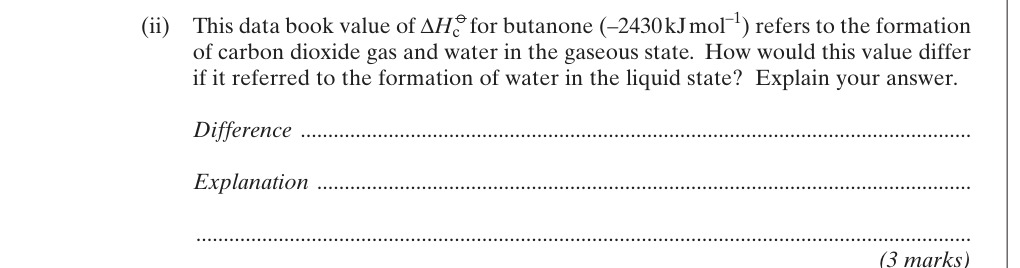 (ii) This data book value of ΔH_c^⦵ for butanone (–2430 kJ mol⁻¹) refers to the formation
of carbon dioxide gas and water in the gaseous state. How would this value differ
if it referred to the formation of water in the liquid state? Explain your answer.
Difference ................................................................................
Explanation ................................................................................
................................................................................
(3 marks)